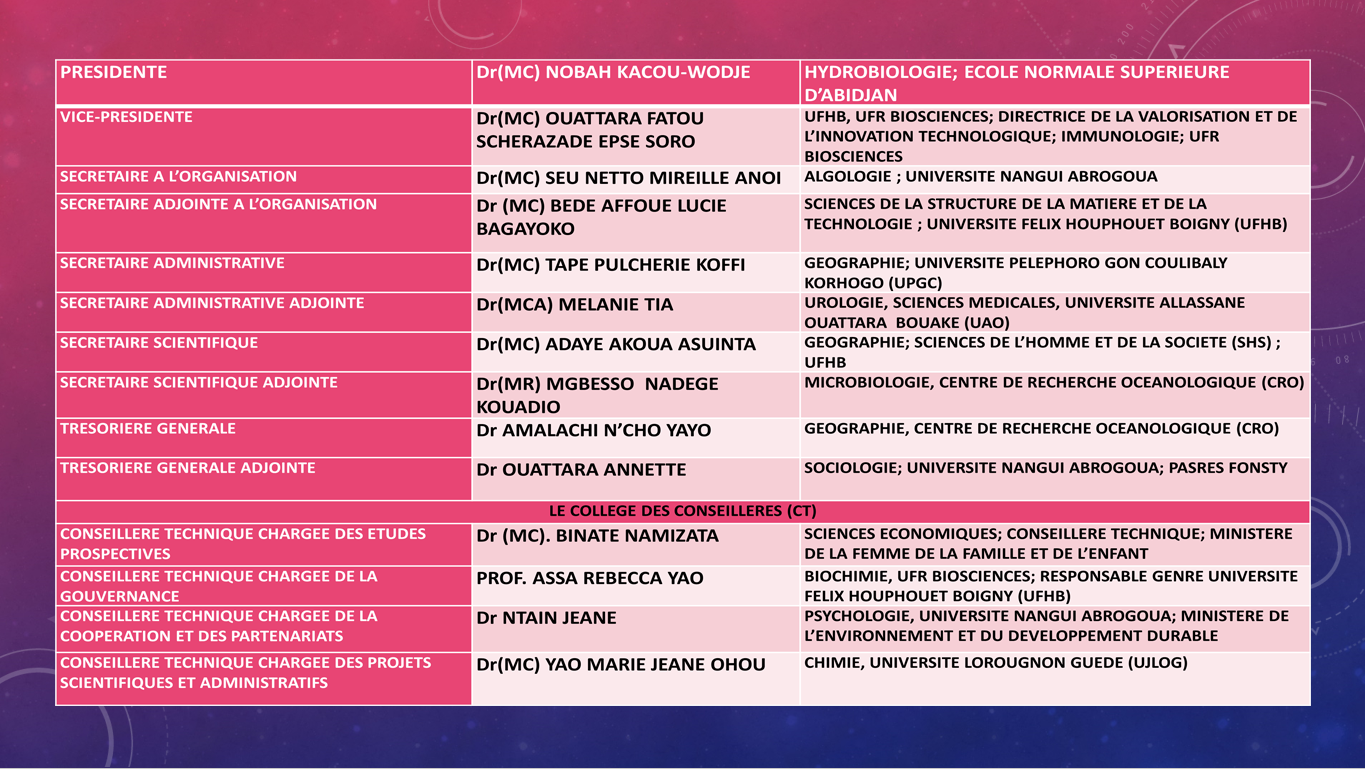 PRESIDENTE
Dr(MC) NOBAH KACOU-WODJE
HYDROBIOLOGIE; ECOLE NORMALE SUPERIEURE
D'ABIDJAN
VICE-PRESIDENTE
Dr(MC) OUATTARA FATOU
SCHERAZADE EPSE SORO
UFHB, UFR BIOSCIENCES; DIRECTRICE DE LA VALORISATION ET DE
L'INNOVATION TECHNOLOGIQUE; IMMUNOLOGIE; UFR
BIOSCIENCES
SECRETAIRE A L'ORGANISATION
Dr(MC) SEU NETTO MIREILLE ANOI
ALGOLOGIE ; UNIVERSITE NANGUI ABROGOUA
SECRETAIRE ADJOINTE A L'ORGANISATION
Dr (MC) BEDE AFFOUE LUCIE
BAGAYOKO
SCIENCES DE LA STRUCTURE DE LA MATIERE ET DE LA
TECHNOLOGIE ; UNIVERSITE FELIX HOUPHOUET BOIGNY (UFHB)
SECRETAIRE ADMINISTRATIVE
Dr(MC) TAPE PULCHERIE KOFFI
GEOGRAPHIE; UNIVERSITE PELEPHORO GON COULIBALY
KORHOGO (UPGC)
SECRETAIRE ADMINISTRATIVE ADJOINTE
Dr(MCA) MELANIE TIA
UROLOGIE, SCIENCES MEDICALES, UNIVERSITE ALLASSANE
OUATTARA BOUAKE (UAO)
SECRETAIRE SCIENTIFIQUE
Dr(MC) ADAYE AKOUA ASUINTA
GEOGRAPHIE; SCIENCES DE L'HOMME ET DE LA SOCIETE (SHS) ;
UFHB
SECRETAIRE SCIENTIFIQUE ADJOINTE
Dr(MR) MGBESSO NADEGE
KOUADIO
MICROBIOLOGIE, CENTRE DE RECHERCHE OCEANOLOGIQUE (CRO)
TRESORIERE GENERALE
Dr AMALACHI N'CHO YAYO
GEOGRAPHIE, CENTRE DE RECHERCHE OCEANOLOGIQUE (CRO)
TRESORIERE GENERALE ADJOINTE
Dr OUATTARA ANNETTE
SOCIOLOGIE; UNIVERSITE NANGUI ABROGOUA; PASRES FONSTY
LE COLLEGE DES CONSEILLERES (CT)
CONSEILLERE TECHNIQUE CHARGEE DES ETUDES
PROSPECTIVES
Dr (MC). BINATE NAMIZATA
SCIENCES ECONOMIQUES; CONSEILLERE TECHNIQUE; MINISTERE
DE LA FEMME DE LA FAMILLE ET DE L'ENFANT
CONSEILLERE TECHNIQUE CHARGEE DE LA
GOUVERNANCE
PROF. ASSA REBECCA YAO
BIOCHIMIE, UFR BIOSCIENCES; RESPONSABLE GENRE UNIVERSITE
FELIX HOUPHOUET BOIGNY (UFHB)
CONSEILLERE TECHNIQUE CHARGEE DE LA
COOPERATION ET DES PARTENARIATS
Dr NTAIN JEANE
PSYCHOLOGIE, UNIVERSITE NANGUI ABROGOUA; MINISTERE DE
L'ENVIRONNEMENT ET DU DEVELOPPEMENT DURABLE
CONSEILLERE TECHNIQUE CHARGEE DES PROJETS
SCIENTIFIQUES ET ADMINISTRATIFS
Dr(MC) YAO MARIE JEANE OHOU
CHIMIE, UNIVERSITE LOROUGNON GUEDE (UJLOG)